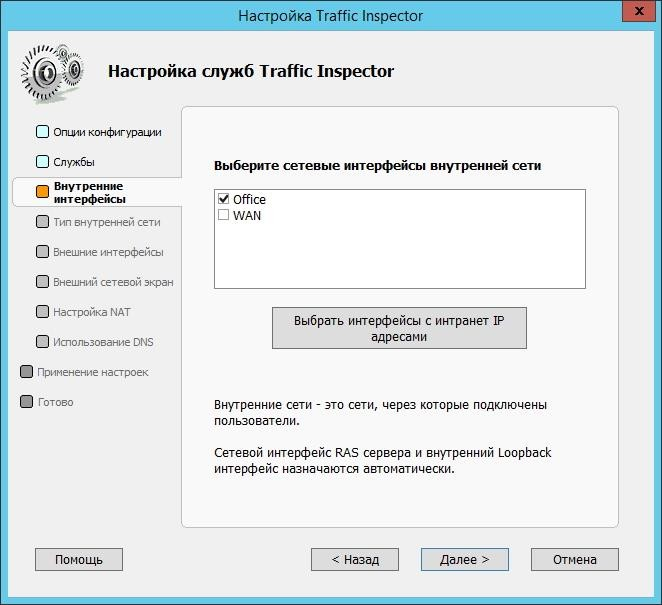 Настройка Traffic Inspector
x
Настройка служб Traffic Inspector
Опции конфигурации
Службы
Внутренние
интерфейсы
Тип внутренней сети
Внешние интерфейсы
Внешний сетевой экран
Настройка NAT
Использование DNS
Применение настроек
Готово
Выберите сетевые интерфейсы внутренней сети
Office
WAN
Выбрать интерфейсы с интранет IP
адресами
Внутренние сети - это сети, через которые подключены
пользователи.
Сетевой интерфейс RAS сервера и внутренний Loopback
интерфейс назначаются автоматически.
Помощь
< Назад
Далее >
Отмена